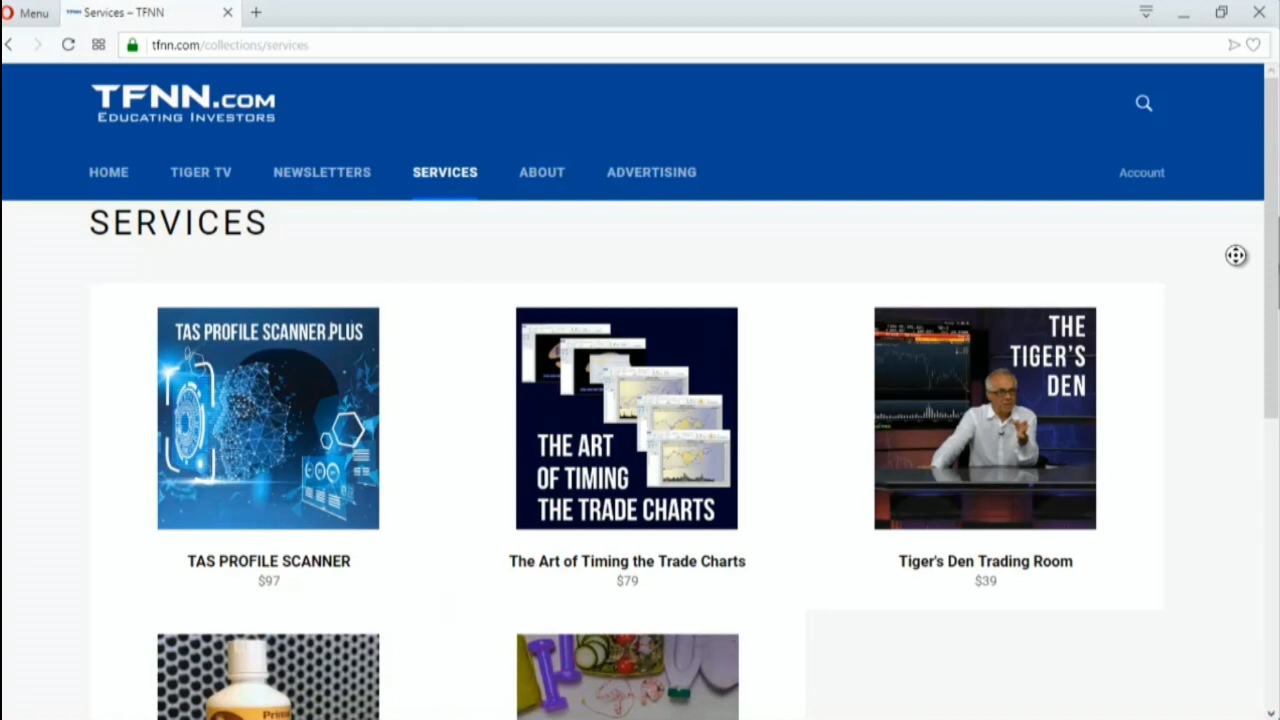 Menu
Services – TFNN
tfnn.com/collections/services
TFNN.COM
EDUCATING INVESTORS
HOME TIGER TV NEWSLETTERS SERVICES ABOUT ADVERTISING Account
SERVICES
TAS PROFILE SCANNER PLUS
THE ART
OF TIMING
THE TRADE CHARTS
THE
TIGER'S
DEN
TAS PROFILE SCANNER
$97
The Art of Timing the Trade Charts
$79
Tiger's Den Trading Room
$39